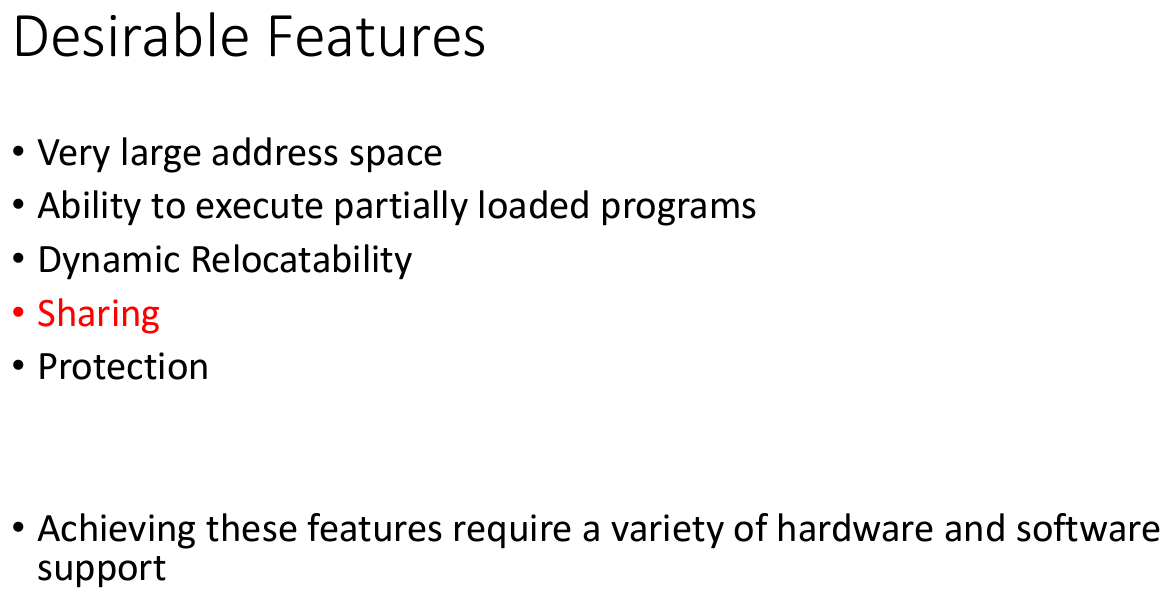 Desirable Features
• Very large address space
• Ability to execute partially loaded programs
• Dynamic Relocatability
• Sharing
• Protection
• Achieving these features require a variety of hardware and software
support